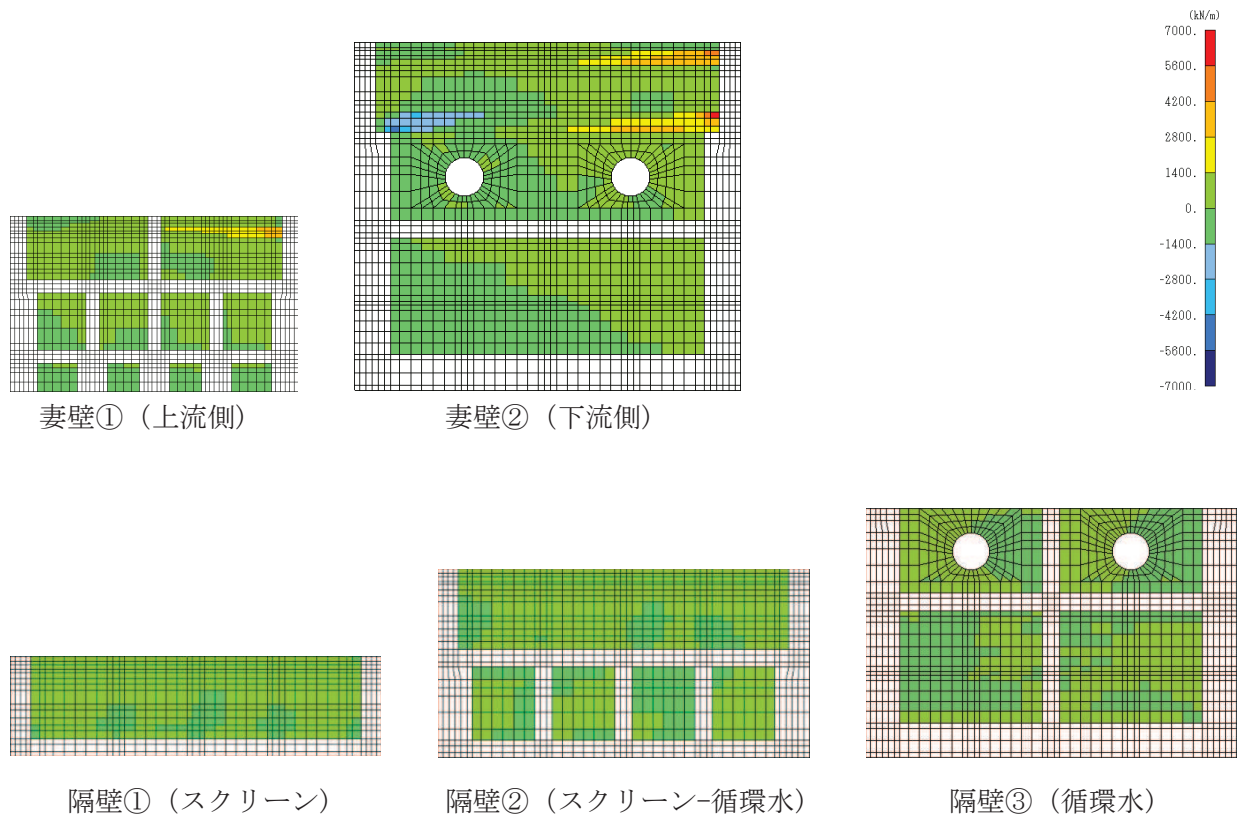 (kN/m)
7000.
5600.
4200.
2800.
1400.
0.
-1400.
-2800.
-4200.
-5600.
-7000.
妻壁①（上流側）
妻壁②（下流側）
隔壁①（スクリーン）
隔壁②（スクリーン-循環水）
隔壁③（循環水）